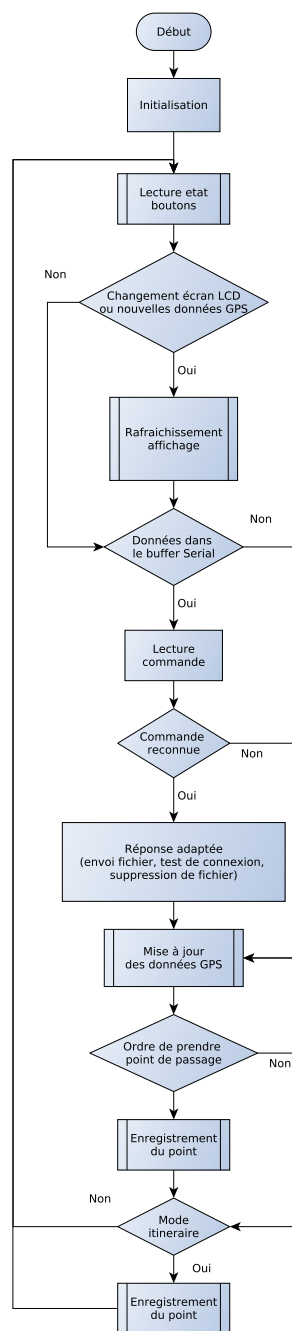 Début
Initialisation
Lecture etat
boutons
Non
Changement écran LCD
ou nouvelles données GPS
Oui
Rafraichissement
affichage
Données dans
le buffer Serial
Non
Oui
Lecture
commande
Commande
reconnue
Non
Oui
Réponse adaptée
(envoi fichier, test de connexion,
suppression de fichier)
Mise à jour
des données GPS
Ordre de prendre
point de passage
Non
Enregistrement
du point
Non
Mode
itineraire
Oui
Enregistrement
du point